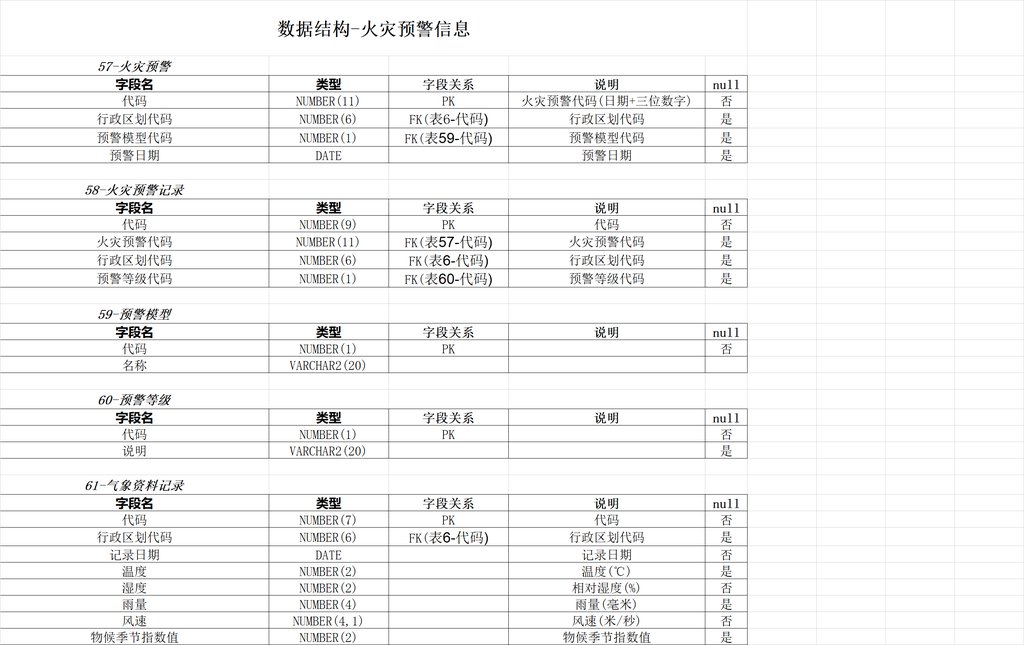 数据结构-火灾预警信息
57-火灾预警
字段名 类型 字段关系 说明 null
代码 NUMBER(11) PK 火灾预警代码(日期+三位数字) 否
行政区划代码 NUMBER(6) FK(表6-代码) 行政区划代码 是
预警模型代码 NUMBER(1) FK(表59-代码) 预警模型代码 是
预警日期 DATE 预警日期 是
58-火灾预警记录
字段名 类型 字段关系 说明 null
代码 NUMBER(9) PK 代码 否
火灾预警代码 NUMBER(11) FK(表57-代码) 火灾预警代码 是
行政区划代码 NUMBER(6) FK(表6-代码) 行政区划代码 是
预警等级代码 NUMBER(1) FK(表60-代码) 预警等级代码 是
59-预警模型
字段名 类型 字段关系 说明 null
代码 NUMBER(1) PK 否
名称 VARCHAR2(20)
60-预警等级
字段名 类型 字段关系 说明 null
代码 NUMBER(1) PK 否
说明 VARCHAR2(20) 是
61-气象资料记录
字段名 类型 字段关系 说明 null
代码 NUMBER(7) PK 代码 否
行政区划代码 NUMBER(6) FK(表6-代码) 行政区划代码 是
记录日期 DATE 记录日期 否
温度 NUMBER(2) 温度(℃) 是
湿度 NUMBER(2) 相对湿度(%) 否
雨量 NUMBER(4) 雨量(毫米) 是
风速 NUMBER(4,1) 风速(米/秒) 否
物候季节指数值 NUMBER(2) 物候季节指数值 是